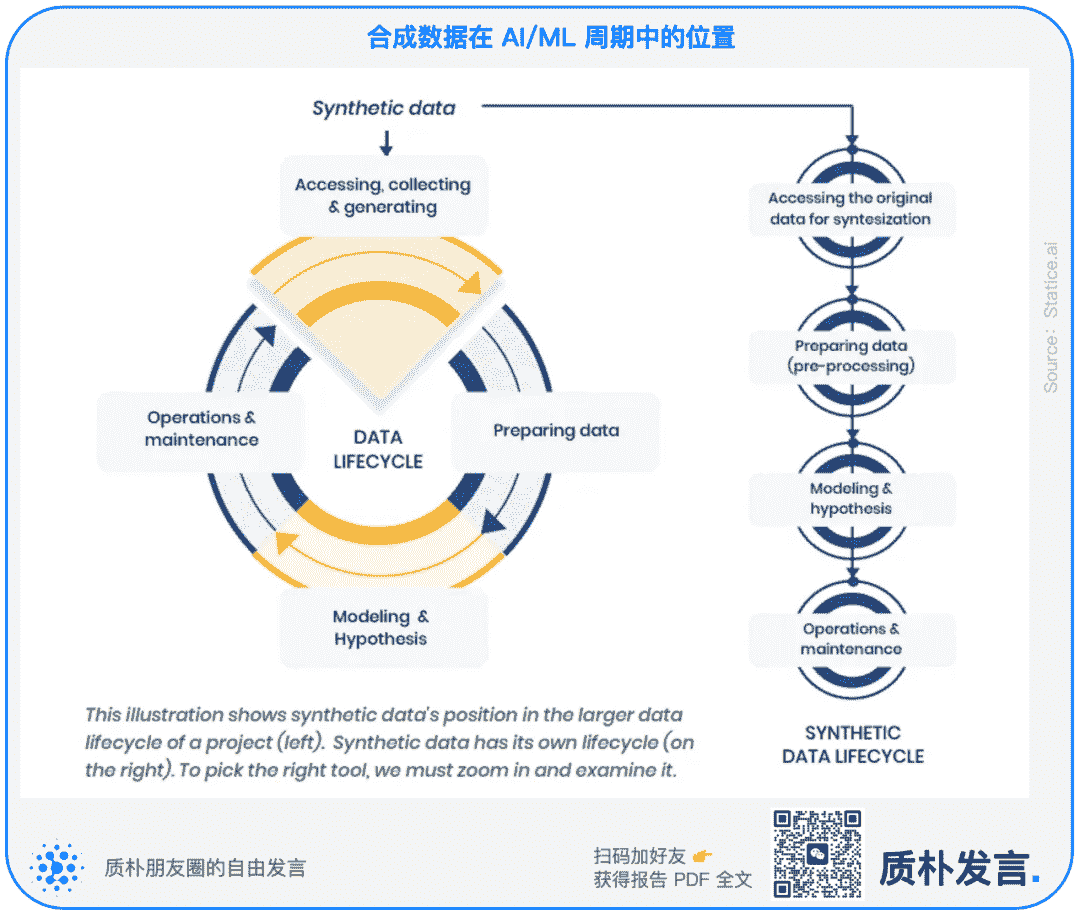 合成数据在 AI/ML 周期中的位置
Synthetic data
Accessing, collecting
& generating
Operations &
maintenance
DATA
LIFECYCLE
Preparing data
Modeling &
Hypothesis
Accessing the original
data for syntesization
Preparing data
(pre-processing)
Modeling &
hypothesis
Operations &
maintenance
SYNTHETIC
DATA LIFECYCLE
This illustration shows synthetic data's position in the larger data
lifecycle of a project (left). Synthetic data has its own lifecycle (on
the right). To pick the right tool, we must zoom in and examine it.
Source: Statice.ai
质朴朋友圈的自由发言
扫码加好友 👉
获得报告 PDF 全文
质朴发言.